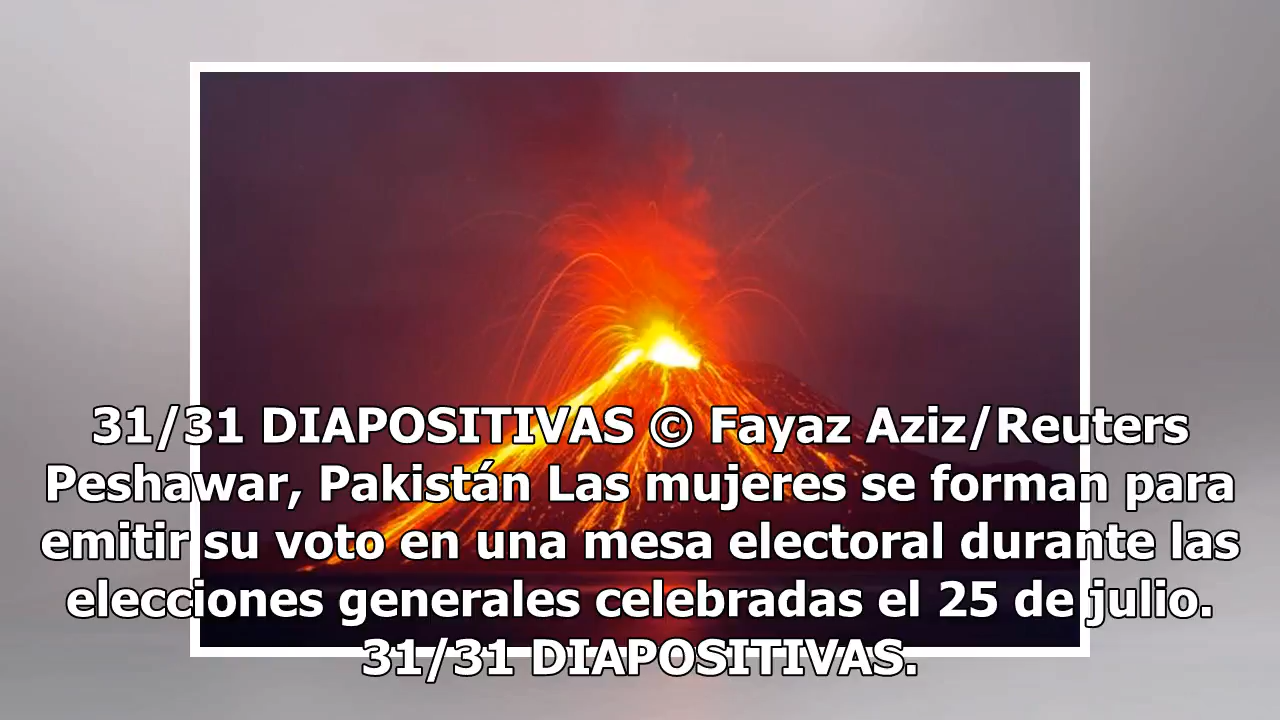 31/31 DIAPOSITIVAS © Fayaz Aziz/Reuters
Peshawar, Pakistán Las mujeres se forman para
emitir su voto en una mesa electoral durante las
elecciones generales celebradas el 25 de julio.
31/31 DIAPOSITIVAS.